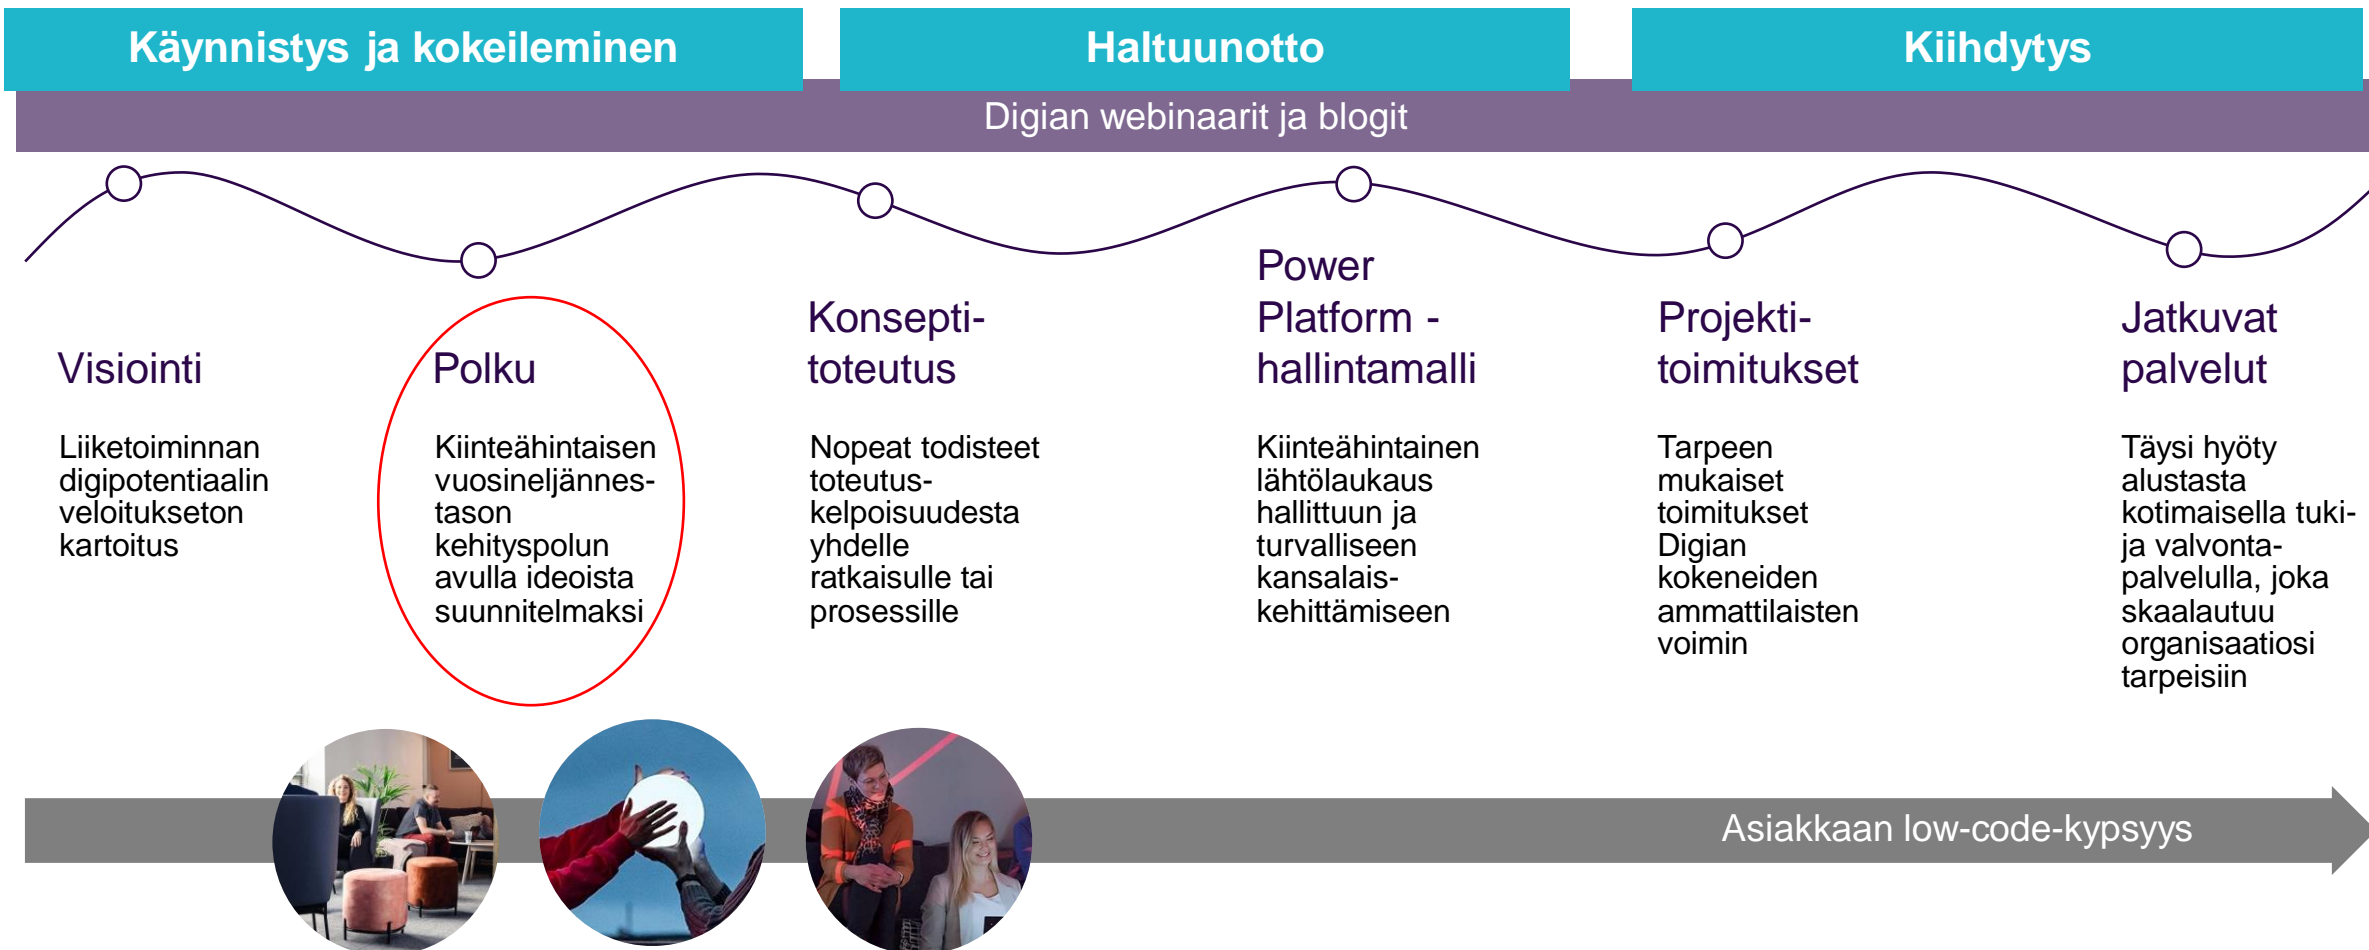 Käynnistys ja kokeileminen
Haltuunotto
Kiihdytys
Digian webinaarit ja blogit
Visiointi
Liiketoiminnan
digipotentiaalin
veloitukseton
kartoitus
Polku
Kiinteähintaisen
vuosineljännes-
tason
kehityspolun
avulla ideoista
suunnitelmaksi
Konsepti-
toteutus
Nopeat todisteet
toteutus-
kelpoisuudesta
yhdelle
ratkaisulle tai
prosessille
Power
Platform -
hallintamalli
Kiinteähintainen
lähtölaukaus
hallittuun ja
turvalliseen
kansalais-
kehittämiseen
Projekti-
toimitukset
Tarpeen
mukaiset
toimitukset
Digian
kokeneiden
ammattilaisten
voimin
Jatkuvat
palvelut
Täysi hyöty
alustasta
kotimaisella tuki-
ja valvonta-
palvelulla, joka
skaalautuu
organisaatiosi
tarpeisiin
Asiakkaan low-code-kypsyys